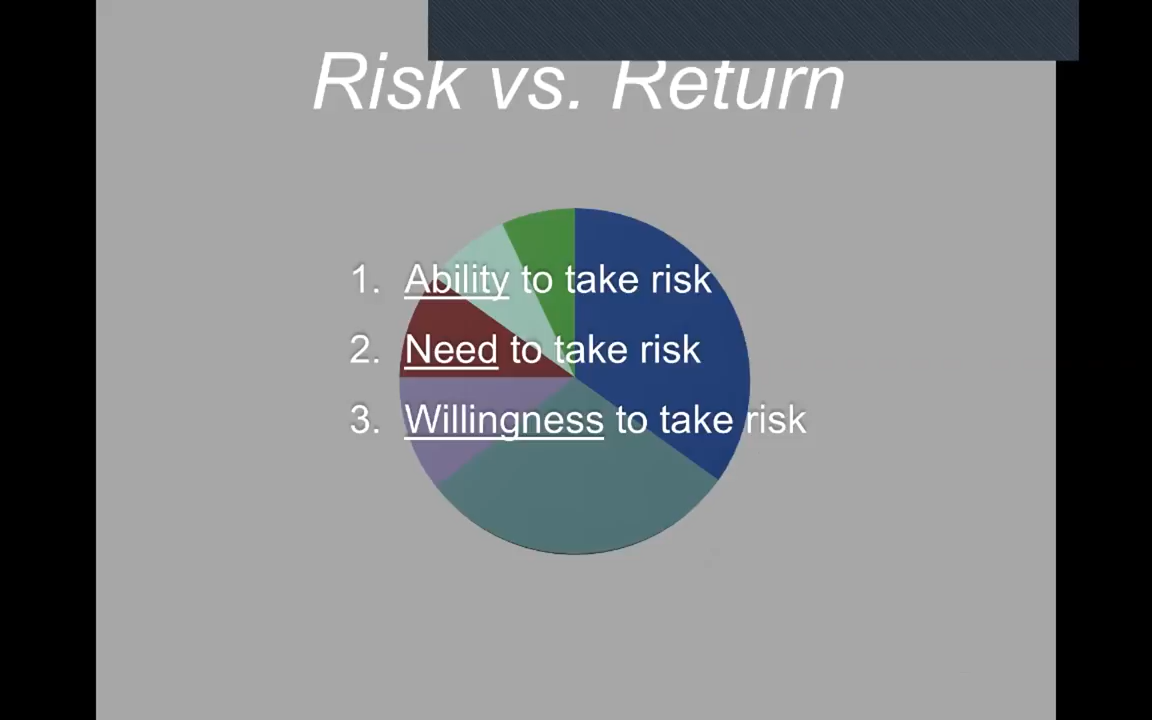 Risk vs. Return
1. Ability to take risk
2. Need to take risk
3. Willingness to take risk